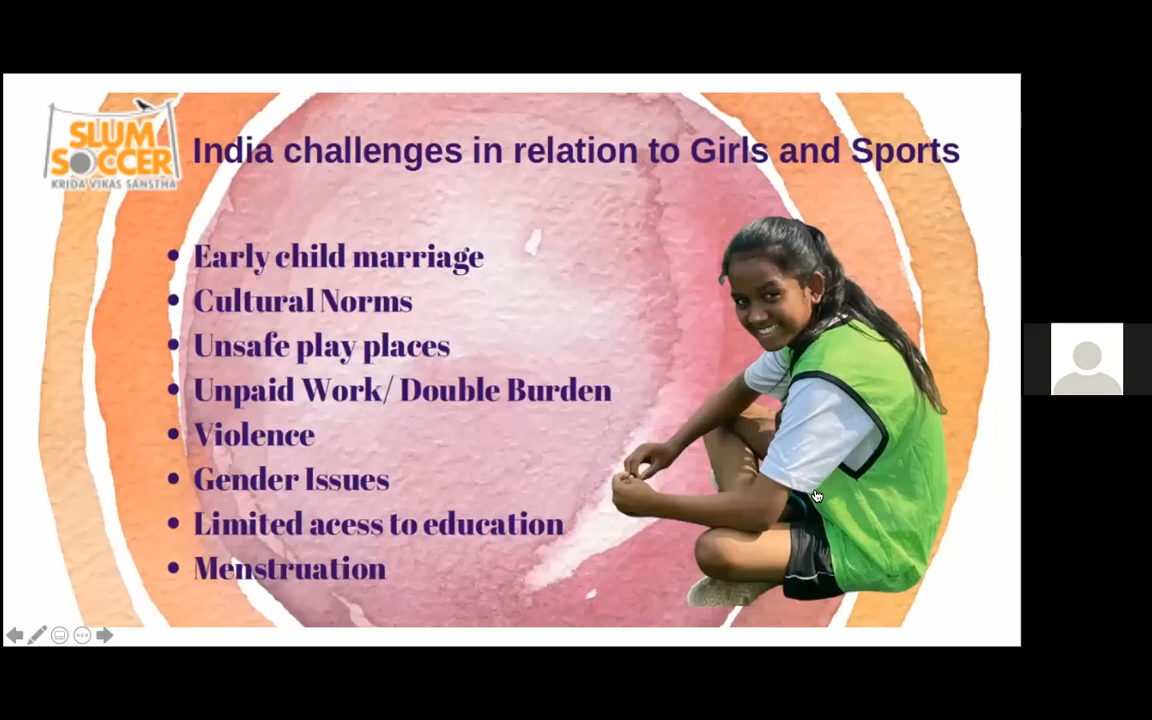 SLUM
SOCCER
KRIDA VIKAS SANSTHA
India challenges in relation to Girls and Sports
• Early child marriage
• Cultural Norms
• Unsafe play places
• Unpaid Work/ Double Burden
• Violence
• Gender Issues
• Limited acess to education
• Menstruation